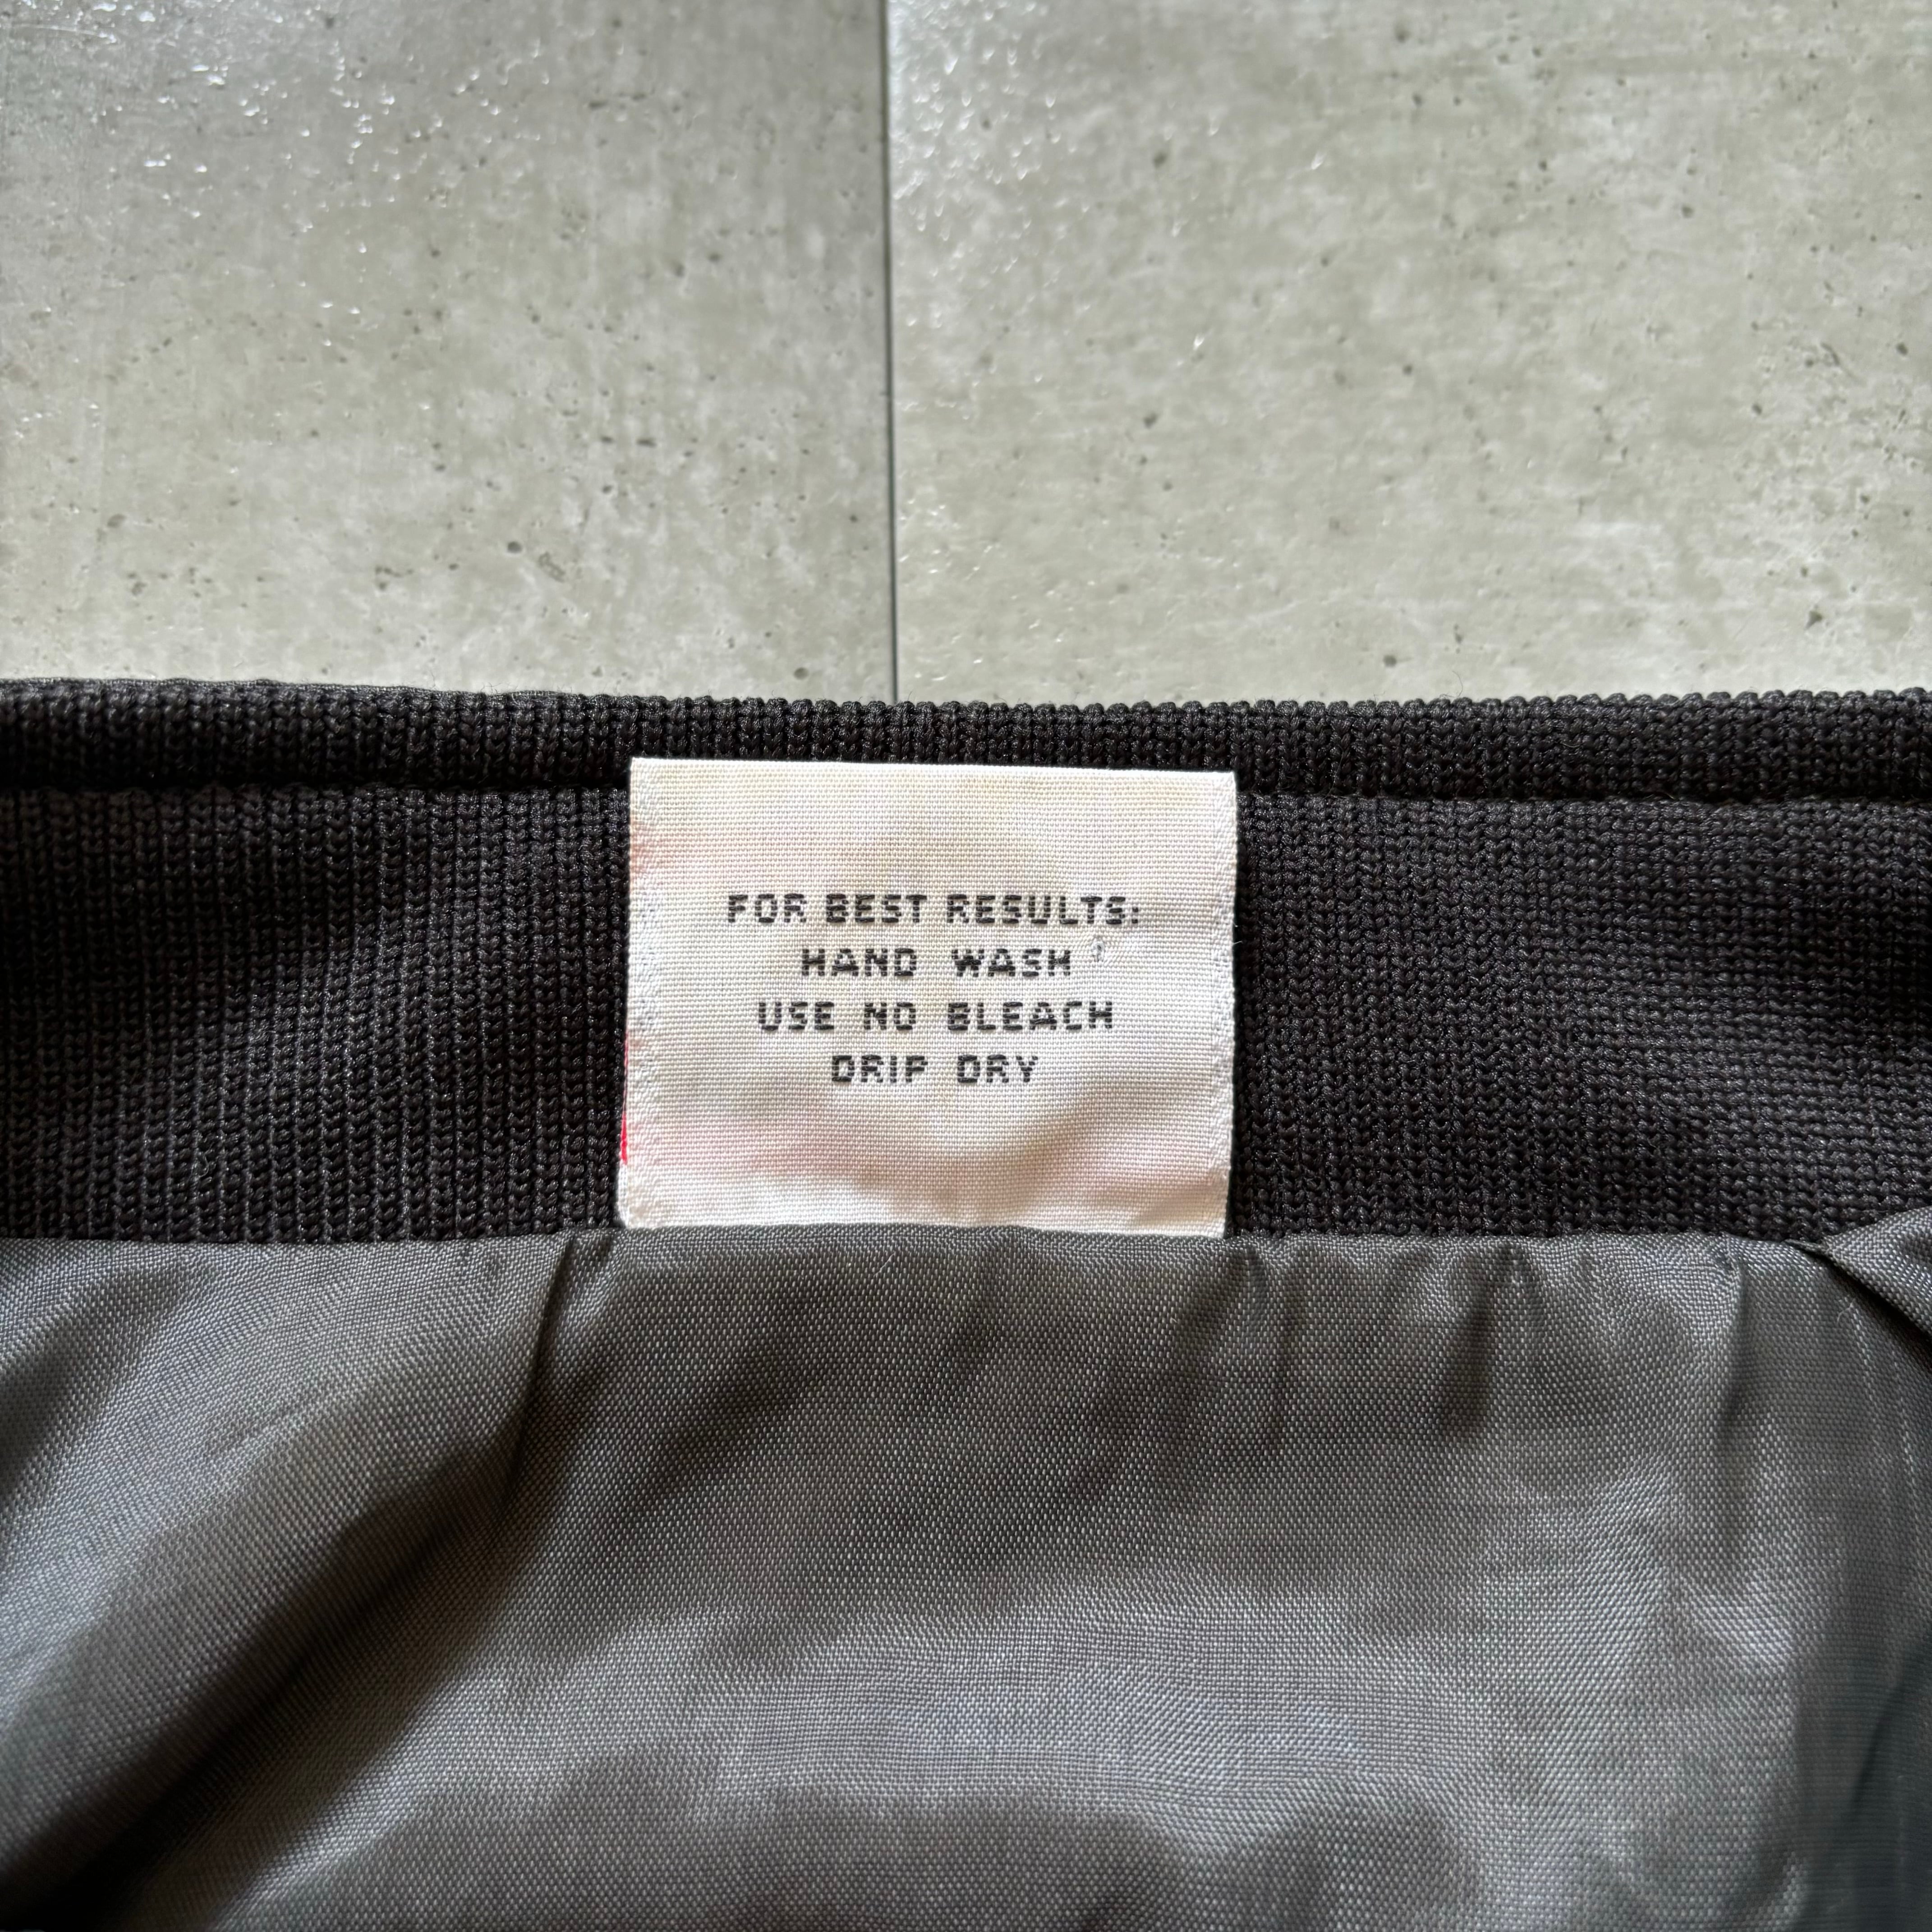 FOR BEST RESULTS:
HAND WASH
USE NO BLEACH
DRIP DRY